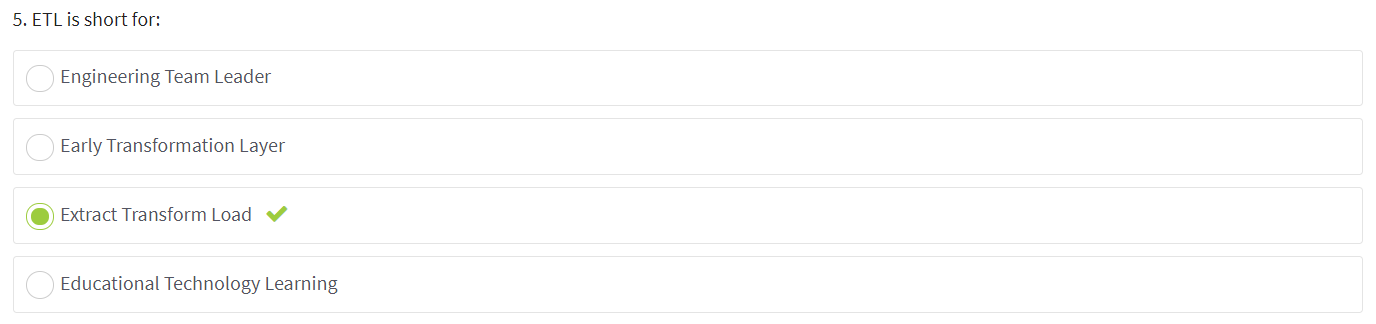 5. ETL is short for:
Engineering Team Leader
Early Transformation Layer
Extract Transform Load
Educational Technology Learning